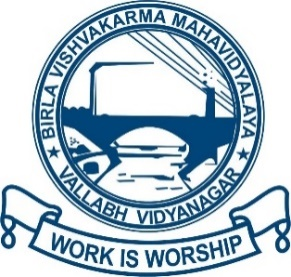 BIRLA VISHVAKARMA MAHAVIDYALAYA
VALLABH VIDYANAGAR
WORK IS WORSHIP